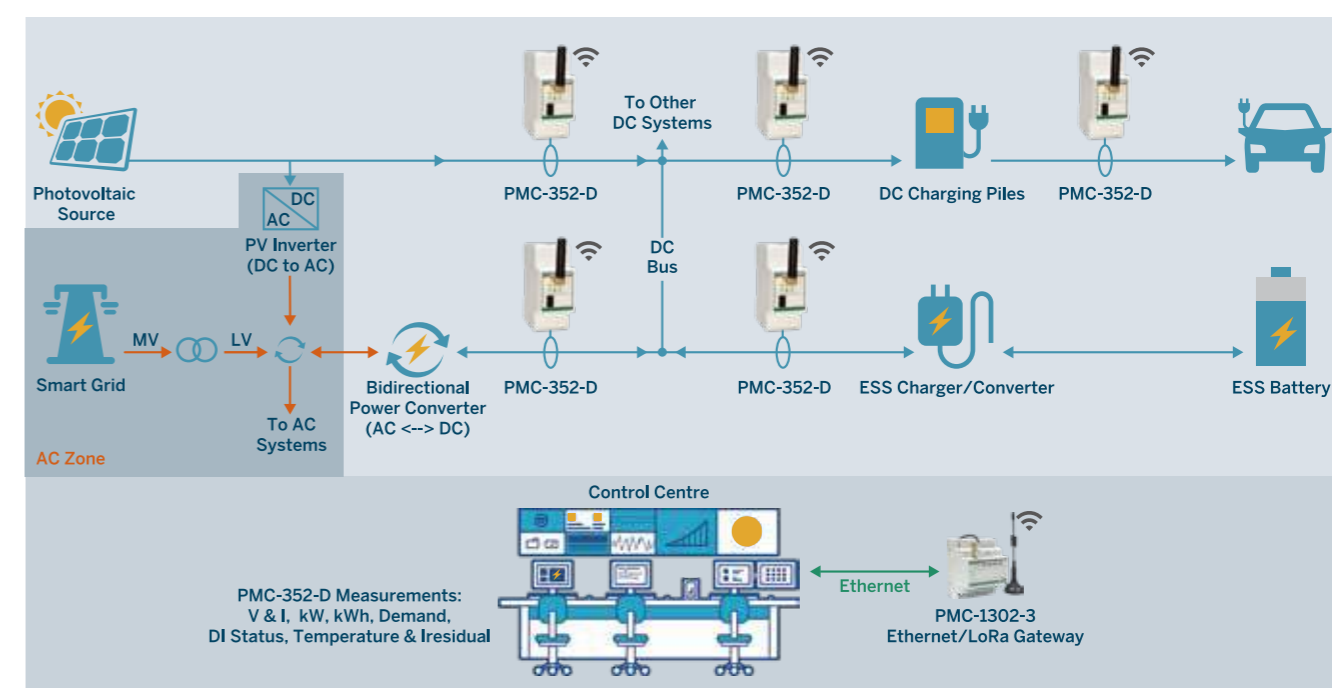 To Other
DC Systems
Photovoltaic
Source
PMC-352-D
PMC-352-D
DC Charging Piles
PMC-352-D
DC
AC
PV Inverter
(DC to AC)
DC
Bus
MV
LV
Smart Grid
Bidirectional
Power Converter
(AC <--> DC)
PMC-352-D
PMC-352-D
ESS Charger/Converter
ESS Battery
To AC
Systems
AC Zone
Control Centre
Ethernet
PMC-352-D Measurements:
V & I, kW, kWh, Demand,
DI Status, Temperature & Iresidual
PMC-1302-3
Ethernet/LoRa Gateway